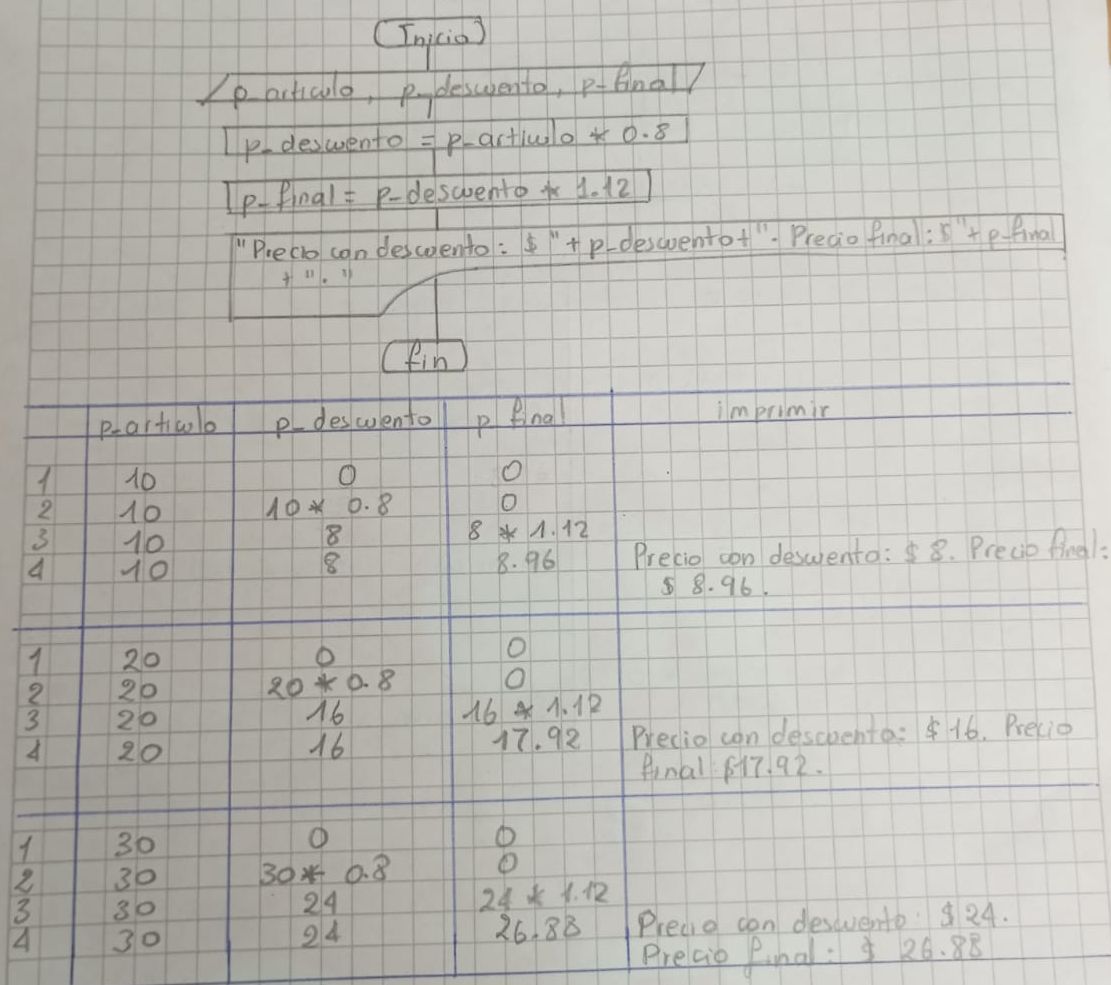 Inicio
p-articulo, p-descuento, p-final
p-descuento = p-articulo * 0.8
p-final = p-descuento * 1.12
"Precio con descuento: $ "+ p-descuento+". Precio final: $"+ p-final
+ "."
fin
p-articulo p-descuento p final imprimir
1 10 0 0
2 10 10 * 0.8 0
3 10 8 8 * 1.12
4 10 8 8.96 Precio con descuento: $ 8. Precio final:
$ 8.96.
1 20 0 0
2 20 20 * 0.8 0
3 20 16 16 * 1.12
4 20 16 17.92 Precio con descuento: $ 16. Precio
final: $17.92.
1 30 0 0
2 30 30 * 0.8 0
3 30 24 24 * 1.12
4 30 24 26.88 Precio con descuento: $ 24.
Precio final: $ 26.88